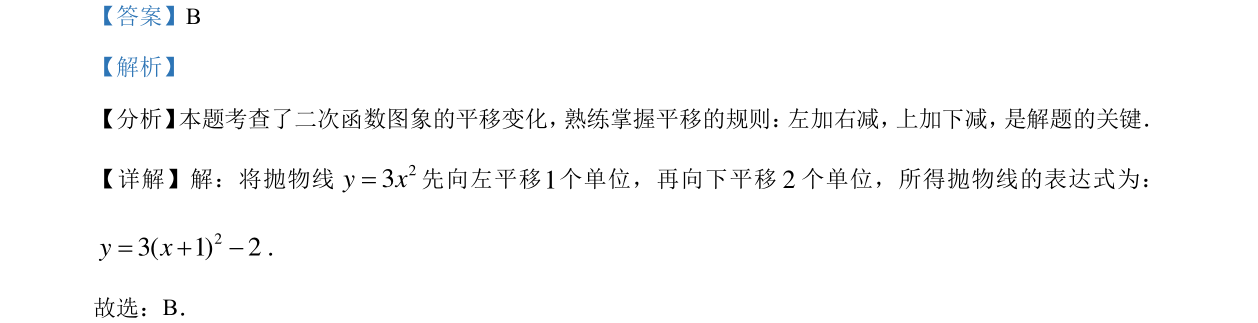 【答案】B
【解析】
【分析】本题考查了二次函数图象的平移变化，熟练掌握平移的规则：左加右减，上加下减，是解题的关键．
【详解】解：将抛物线 y = 3x² 先向左平移1个单位，再向下平移 2 个单位，所得抛物线的表达式为：
y = 3(x+1)² − 2．
故选：B．